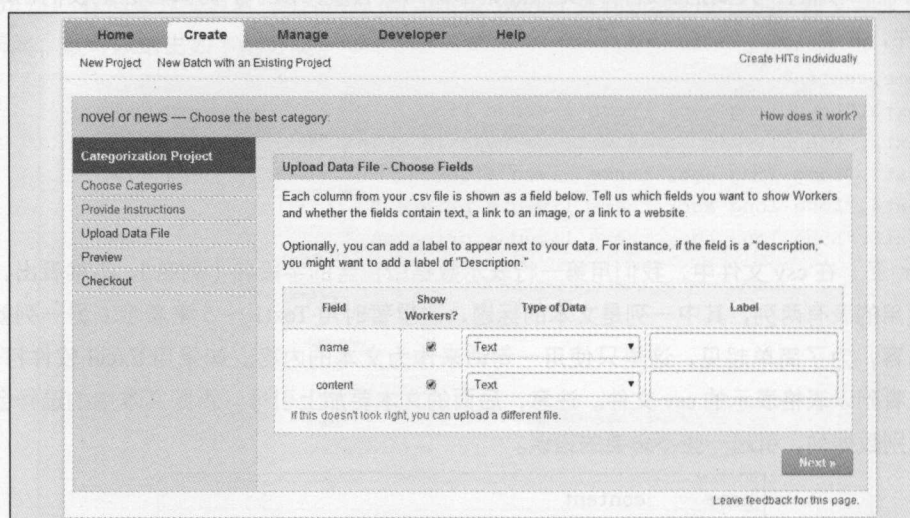 Home Create Manage Developer Help
New Project New Batch with an Existing Project Create HITs individually
novel or news — Choose the best category: How does it work?
Categorization Project
Choose Categories
Provide Instructions
Upload Data File
Preview
Checkout
Upload Data File - Choose Fields
Each column from your .csv file is shown as a field below. Tell us which fields you want to show Workers
and whether the fields contain text, a link to an image, or a link to a website.
Optionally, you can add a label to appear next to your data. For instance, if the field is a "description,"
you might want to add a label of "Description."
Field Show Workers? Type of Data Label
name Text
content Text
If this doesn't look right, you can upload a different file.
Next »
Leave feedback for this page.